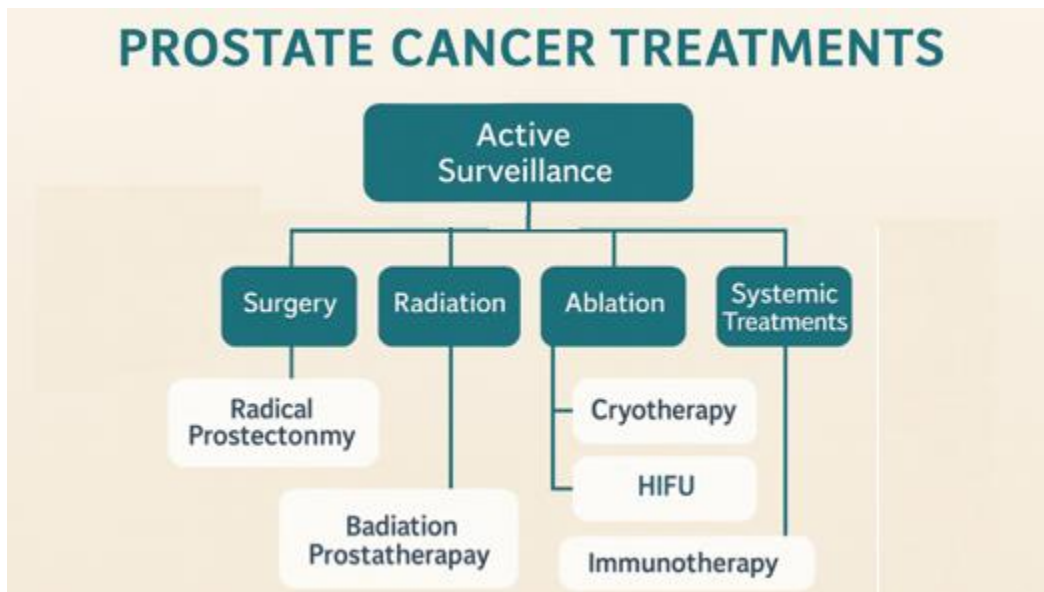 PROSTATE CANCER TREATMENTS
Active
Surveillance
Surgery
Radiation
Ablation
Systemic
Treatments
Radical
Prostectonmy
Cryotherapy
HIFU
Badiation
Prostatherapay
Immunotherapy